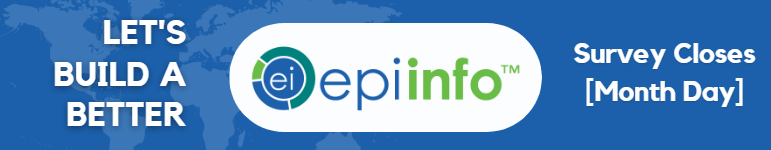 LET'S
BUILD A
BETTER
ei epiinfo™
Survey Closes
[Month Day]